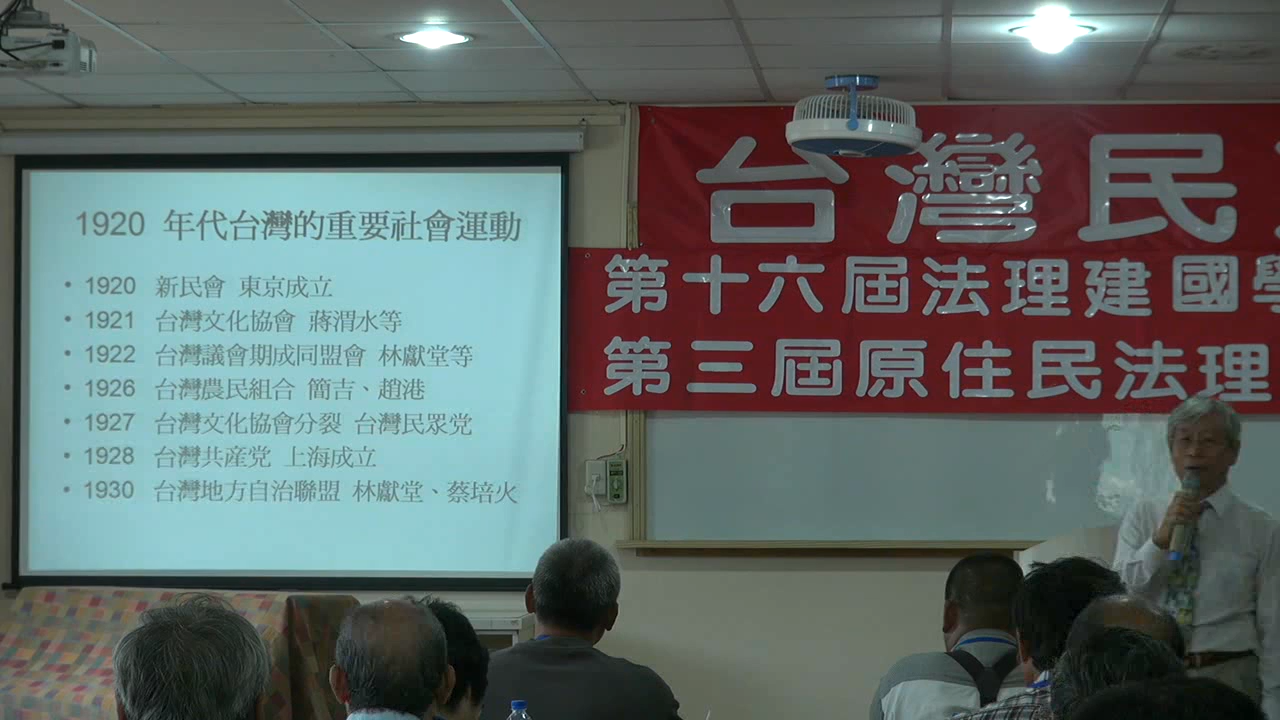 1920 年代台灣的重要社會運動
• 1920 新民會 東京成立
• 1921 台灣文化協會 蔣渭水等
• 1922 台灣議會期成同盟會 林獻堂等
• 1926 台灣農民組合 簡吉、趙港
• 1927 台灣文化協會分裂 台灣民眾党
• 1928 台灣共產党 上海成立
• 1930 台灣地方自治聯盟 林獻堂、蔡培火
台灣民
第十六屆法理建國學
第三屆原住民法理